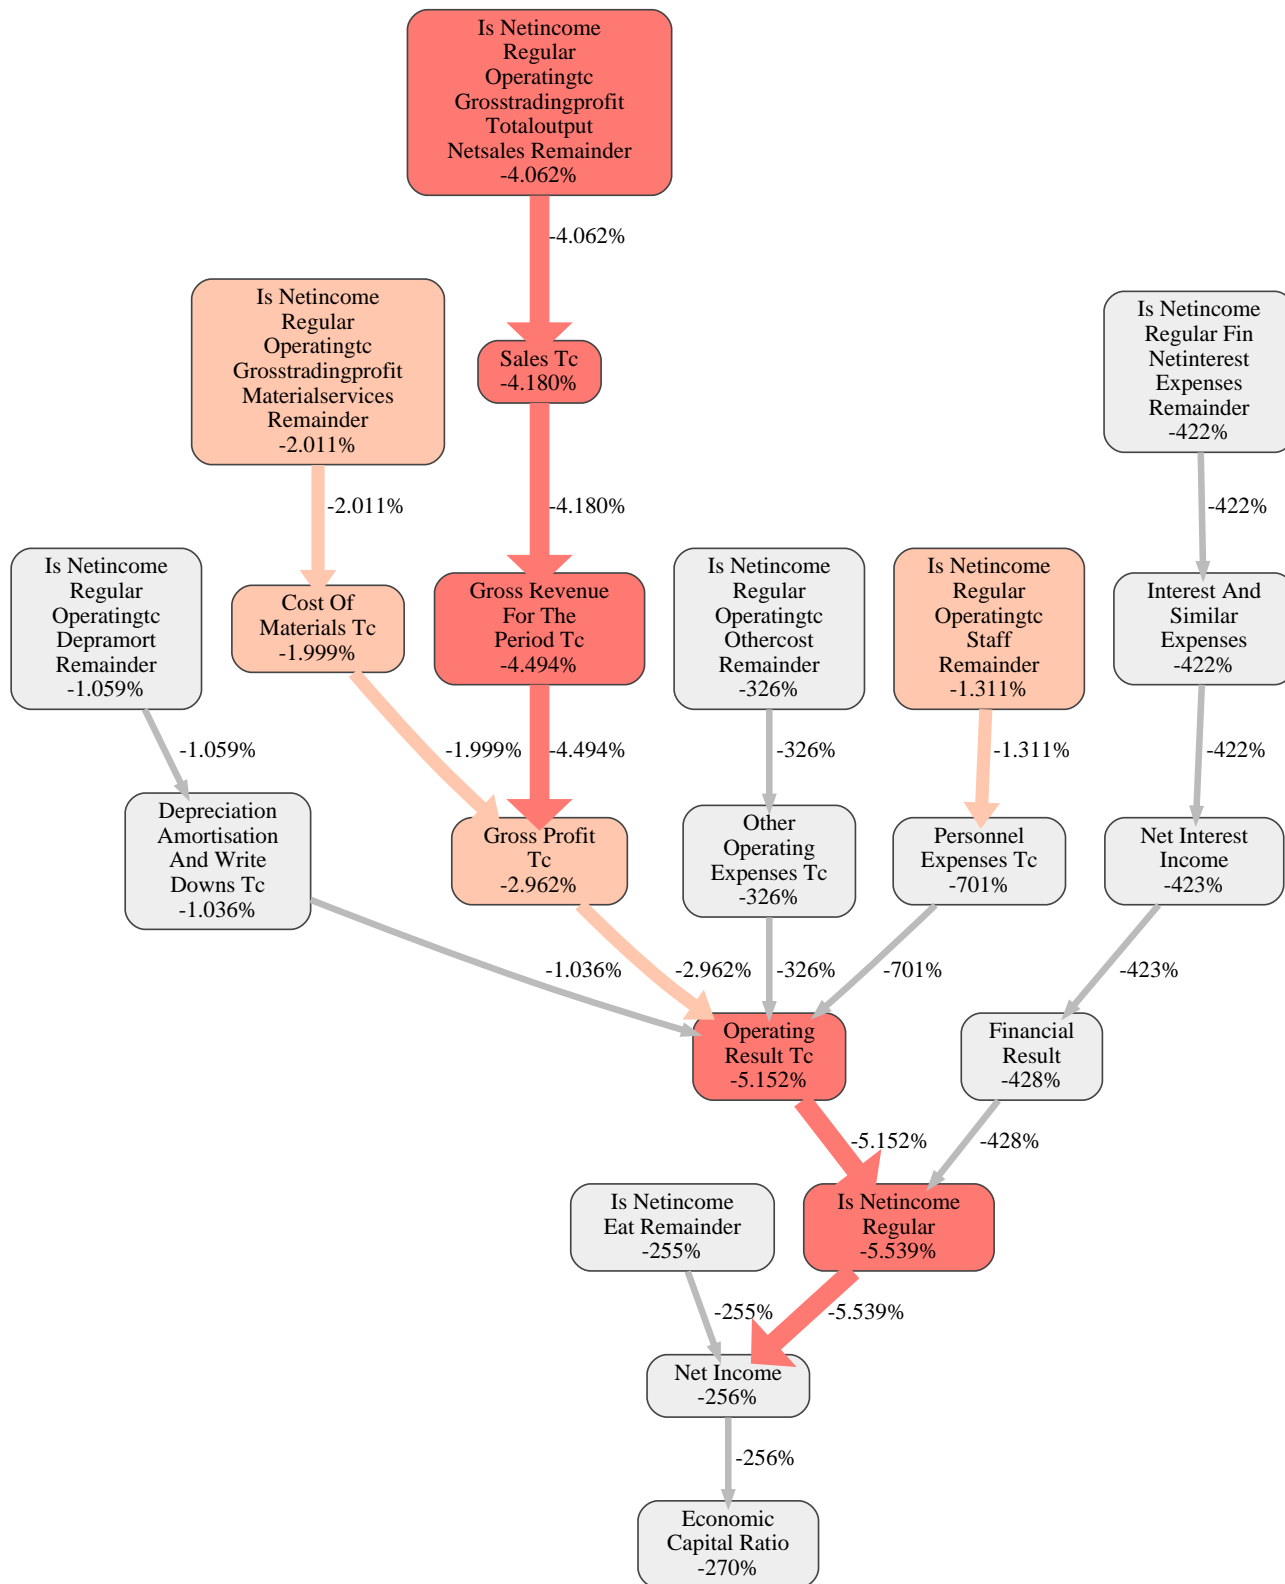 Is Netincome
Regular
Operatingtc
Grosstradingprofit
Totaloutput
Netsales Remainder
-4.062%
-4.062%
Is Netincome
Regular
Operatingtc
Grosstradingprofit
Materialservices
Remainder
-2.011%
Sales Tc
-4.180%
Is Netincome
Regular Fin
Netinterest
Expenses
Remainder
-422%
-2.011%
-4.180%
-422%
Is Netincome
Regular
Operatingtc
Depramort
Remainder
-1.059%
Cost Of
Materials Tc
-1.999%
Gross Revenue
For The
Period Tc
-4.494%
Is Netincome
Regular
Operatingtc
Othercost
Remainder
-326%
Is Netincome
Regular
Operatingtc
Staff
Remainder
-1.311%
Interest And
Similar
Expenses
-422%
-1.059%
-1.999%
-4.494%
-326%
-1.311%
-422%
Depreciation
Amortisation
And Write
Downs Tc
-1.036%
Gross Profit
Tc
-2.962%
Other
Operating
Expenses Tc
-326%
Personnel
Expenses Tc
-701%
Net Interest
Income
-423%
-1.036%
-2.962%
-326%
-701%
-423%
Operating
Result Tc
-5.152%
Financial
Result
-428%
-5.152%
-428%
Is Netincome
Eat Remainder
-255%
Is Netincome
Regular
-5.539%
-255%
-5.539%
Net Income
-256%
-256%
Economic
Capital Ratio
-270%